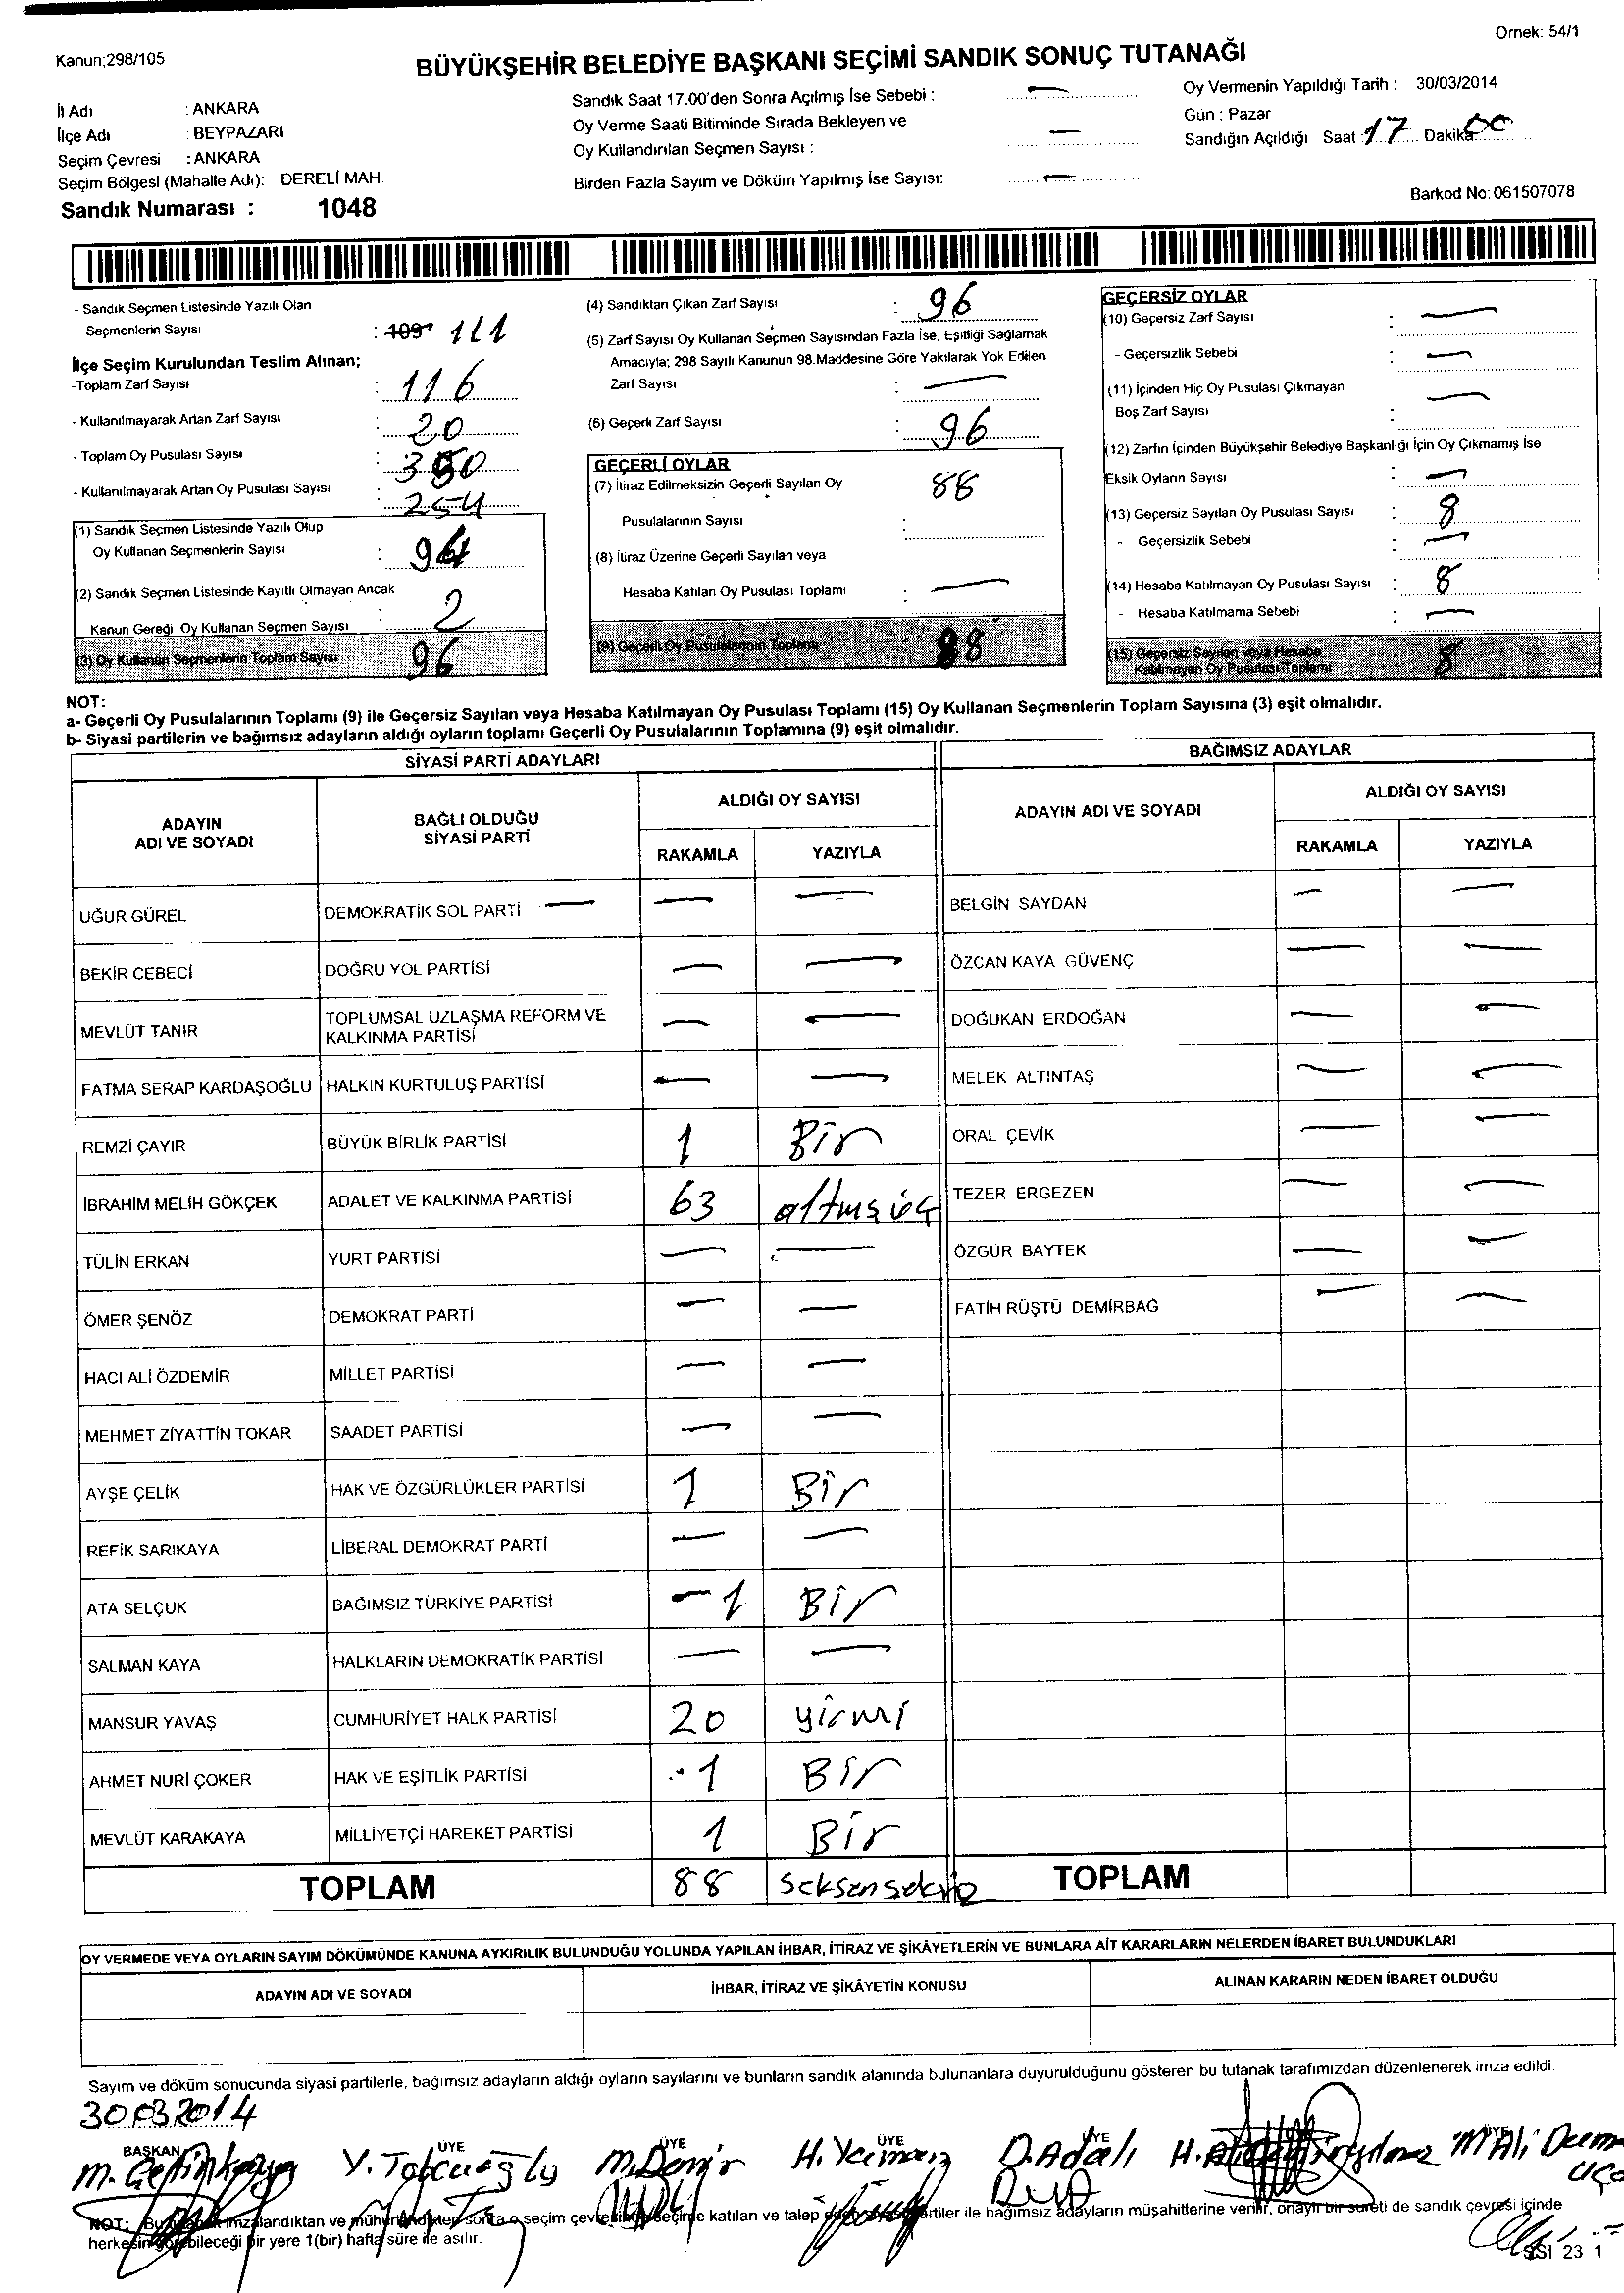 Örnek: 54/1
Kanun;298/105
BÜYÜKŞEHİR BELEDİYE BAŞKANI SEÇİMİ SANDIK SONUÇ TUTANAĞI
İl Adı : ANKARA
İlçe Adı : BEYPAZARI
Seçim Çevresi : ANKARA
Seçim Bölgesi (Mahalle Adı): DERELİ MAH.
Sandık Numarası : 1048
Sandık Saat 17.00'den Sonra Açılmış İse Sebebi : —
Oy Verme Saati Bitiminde Sırada Bekleyen ve
Oy Kullandırılan Seçmen Sayısı : —
Birden Fazla Sayım ve Döküm Yapılmış İse Sayısı: —
Oy Vermenin Yapıldığı Tarih : 30/03/2014
Gün : Pazar
Sandığın Açıldığı Saat : 17 Dakika 00
Barkod No: 061507078
- Sandık Seçmen Listesinde Yazılı Olan
Seçmenlerin Sayısı : 109 111
İlçe Seçim Kurulundan Teslim Alınan;
-Toplam Zarf Sayısı : 116
- Kullanılmayarak Artan Zarf Sayısı : 20
- Toplam Oy Pusulası Sayısı : 350
- Kullanılmayarak Artan Oy Pusulası Sayısı : 254
(1) Sandık Seçmen Listesinde Yazılı Olup
Oy Kullanan Seçmenlerin Sayısı : 94
(2) Sandık Seçmen Listesinde Kayıtlı Olmayan Ancak
Kanun Gereği Oy Kullanan Seçmen Sayısı : 2
(3) Oy Kullanan Seçmenlerin Toplam Sayısı 96
(4) Sandıktan Çıkan Zarf Sayısı : 96
(5) Zarf Sayısı Oy Kullanan Seçmen Sayısından Fazla İse, Eşitliği Sağlamak
Amacıyla; 298 Sayılı Kanunun 98.Maddesine Göre Yakılarak Yok Edilen
Zarf Sayısı : —
(6) Geçerli Zarf Sayısı : 96
GEÇERLİ OYLAR
(7) İtiraz Edilmeksizin Geçerli Sayılan Oy 88
Pusulalarının Sayısı :
(8) İtiraz Üzerine Geçerli Sayılan veya
Hesaba Katılan Oy Pusulası Toplamı : —
(9) Geçerli Oy Pusulalarının Toplamı : 88
GEÇERSİZ OYLAR
(10) Geçersiz Zarf Sayısı : —
- Geçersizlik Sebebi : —
(11) İçinden Hiç Oy Pusulası Çıkmayan
Boş Zarf Sayısı : —
(12) Zarfın İçinden Büyükşehir Belediye Başkanlığı İçin Oy Çıkmamış İse
Eksik Oyların Sayısı : —
(13) Geçersiz Sayılan Oy Pusulası Sayısı : 8
- Geçersizlik Sebebi : —
(14) Hesaba Katılmayan Oy Pusulası Sayısı : 8
- Hesaba Katılmama Sebebi : —
(15) Geçersiz Sayılan veya Hesaba
Katılmayan Oy Pusulası Toplamı : 8
NOT:
a- Geçerli Oy Pusulalarının Toplamı (9) ile Geçersiz Sayılan veya Hesaba Katılmayan Oy Pusulası Toplamı (15) Oy Kullanan Seçmenlerin Toplam Sayısına (3) eşit olmalıdır.
b- Siyasi partilerin ve bağımsız adayların aldığı oyların toplamı Geçerli Oy Pusulalarının Toplamına (9) eşit olmalıdır.
SİYASİ PARTİ ADAYLARI
ADAYIN ADI VE SOYADI BAĞLI OLDUĞU SİYASİ PARTİ ALDIĞI OY SAYISI
RAKAMLA YAZIYLA
UĞUR GÜREL DEMOKRATİK SOL PARTİ — — —
BEKİR CEBECİ DOĞRU YOL PARTİSİ — —
MEVLÜT TANIR TOPLUMSAL UZLAŞMA REFORM VE KALKINMA PARTİSİ — —
FATMA SERAP KARDAŞOĞLU HALKIN KURTULUŞ PARTİSİ — —
REMZİ ÇAYIR BÜYÜK BİRLİK PARTİSİ 1 Bir
İBRAHİM MELİH GÖKÇEK ADALET VE KALKINMA PARTİSİ 63 altmış üç
TÜLİN ERKAN YURT PARTİSİ — —
ÖMER ŞENÖZ DEMOKRAT PARTİ — —
HACI ALİ ÖZDEMİR MİLLET PARTİSİ — —
MEHMET ZİYATTİN TOKAR SAADET PARTİSİ — —
AYŞE ÇELİK HAK VE ÖZGÜRLÜKLER PARTİSİ 1 Bir
REFİK SARIKAYA LİBERAL DEMOKRAT PARTİ — —
ATA SELÇUK BAĞIMSIZ TÜRKİYE PARTİSİ — 1 Bir
SALMAN KAYA HALKLARIN DEMOKRATİK PARTİSİ — —
MANSUR YAVAŞ CUMHURİYET HALK PARTİSİ 20 yirmi
AHMET NURİ ÇOKER HAK VE EŞİTLİK PARTİSİ 1 Bir
MEVLÜT KARAKAYA MİLLİYETÇİ HAREKET PARTİSİ 1 Bir
TOPLAM 88 seksensekiz
BAĞIMSIZ ADAYLAR
ADAYIN ADI VE SOYADI ALDIĞI OY SAYISI
RAKAMLA YAZIYLA
BELGİN SAYDAN — —
ÖZCAN KAYA GÜVENÇ — —
DOĞUKAN ERDOĞAN — —
MELEK ALTINTAŞ — —
ORAL ÇEVİK — —
TEZER ERGEZEN — —
ÖZGÜR BAYTEK — —
FATİH RÜŞTÜ DEMİRBAĞ — —
TOPLAM
OY VERMEDE VEYA OYLARIN SAYIM DÖKÜMÜNDE KANUNA AYKIRILIK BULUNDUĞU YOLUNDA YAPILAN İHBAR, İTİRAZ VE ŞİKÂYETLERİN VE BUNLARA AİT KARARLARIN NELERDEN İBARET BULUNDUKLARI
ADAYIN ADI VE SOYADI İHBAR, İTİRAZ VE ŞİKÂYETİN KONUSU ALINAN KARARIN NEDEN İBARET OLDUĞU
Sayım ve döküm sonucunda siyasi partilerle, bağımsız adayların aldığı oyların sayılarını ve bunların sandık alanında bulunanlara duyurulduğunu gösteren bu tutanak tarafımızdan düzenlenerek imza edildi.
30.03.2014
BAŞKAN ÜYE ÜYE ÜYE ÜYE ÜYE
M. Çetinkaya Y. Topcuoğlu M. Demir H. Yaman D. Adalı H. M Ali
NOT: Bu tutanak imzalandıktan ve mühürlendikten sonra o seçim çevresinde seçime katılan ve talep eden siyasi partiler ile bağımsız adayların müşahitlerine verilir, onaylı bir sureti de sandık çevresi içinde
herkesin görebileceği bir yere 1(bir) hafta süre ile asılır.
SSI 23 1